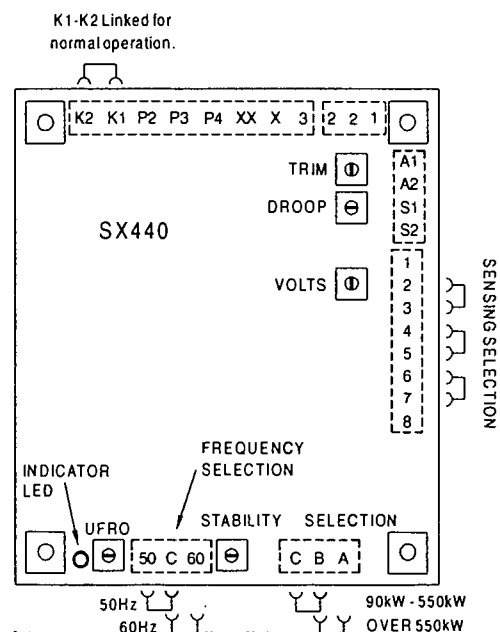 K1-K2 Linked for
normal operation.
K2 K1 P2 P3 P4 XX X 3 2 2 1
TRIM
A1
A2
DROOP
S1
S2
SX440
VOLTS
1
2
3
4
5
6
7
8
SENSING SELECTION
FREQUENCY
SELECTION
INDICATOR
LED
UFRO
STABILITY SELECTION
50 C 60
C B A
50Hz
90kW - 550kW
60Hz
OVER 550kW